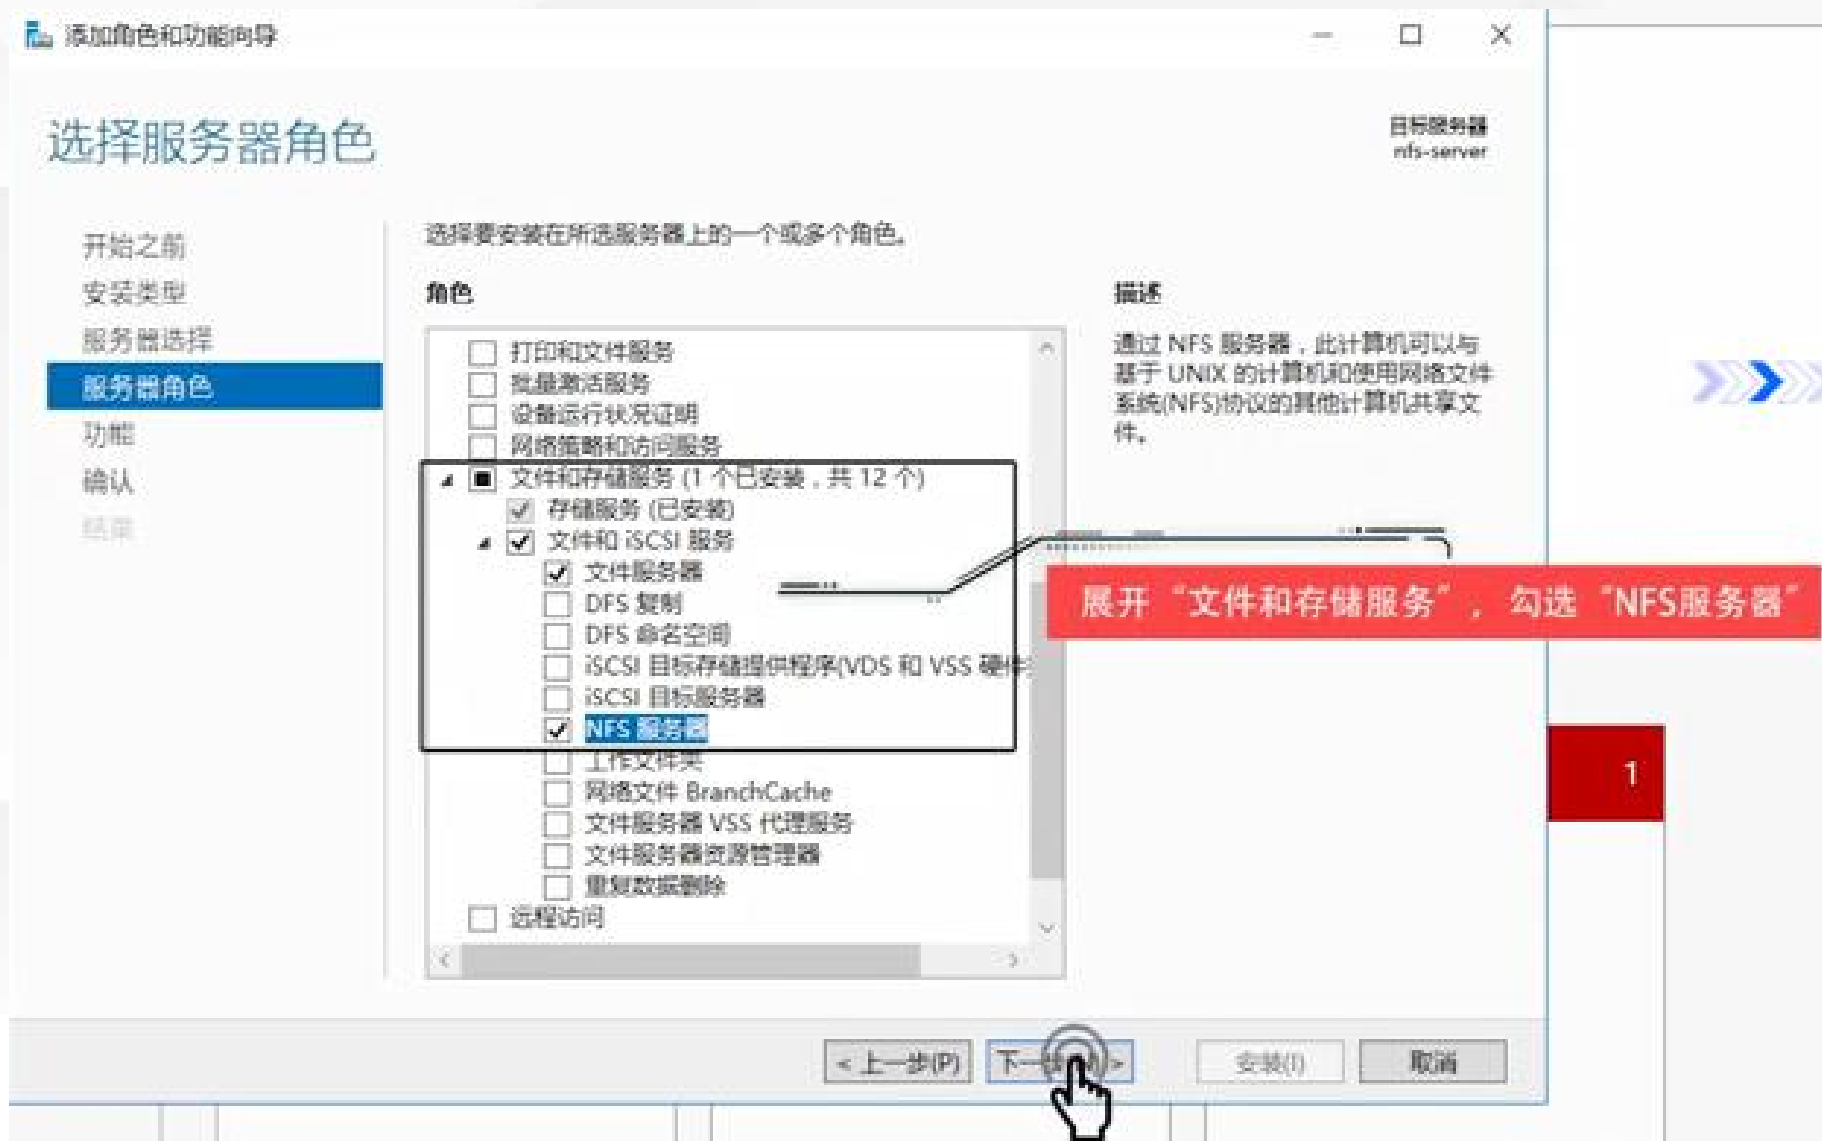 添加角色和功能向导
选择服务器角色
目标服务器
nfs-server
开始之前
安装类型
服务器选择
服务器角色
功能
确认
结果
选择要安装在所选服务器上的一个或多个角色。
角色
打印和文件服务
批量激活服务
设备运行状况证明
网络策略和访问服务
文件和存储服务 (1 个已安装，共 12 个)
存储服务 (已安装)
文件和 iSCSI 服务
文件服务器
DFS 复制
DFS 命名空间
iSCSI 目标存储提供程序(VDS 和 VSS 硬件
iSCSI 目标服务器
NFS 服务器
工作文件夹
网络文件 BranchCache
文件服务器 VSS 代理服务
文件服务器资源管理器
重复数据删除
远程访问
描述
通过 NFS 服务器，此计算机可以与
基于 UNIX 的计算机和使用网络文件
系统(NFS)协议的其他计算机共享文
件。
展开“文件和存储服务”，勾选“NFS服务器”
1
< 上一步(P)
下一步 >
安装(I)
取消